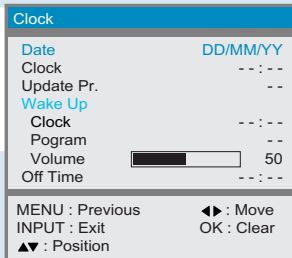 Clock
Date DD/MM/YY
Clock - - : - -
Update Pr. - -
Wake Up
Clock - - : - -
Pogram - -
Volume 50
Off Time - - : - -
MENU : Previous ◀▶ : Move
INPUT : Exit OK : Clear
▲▼ : Position